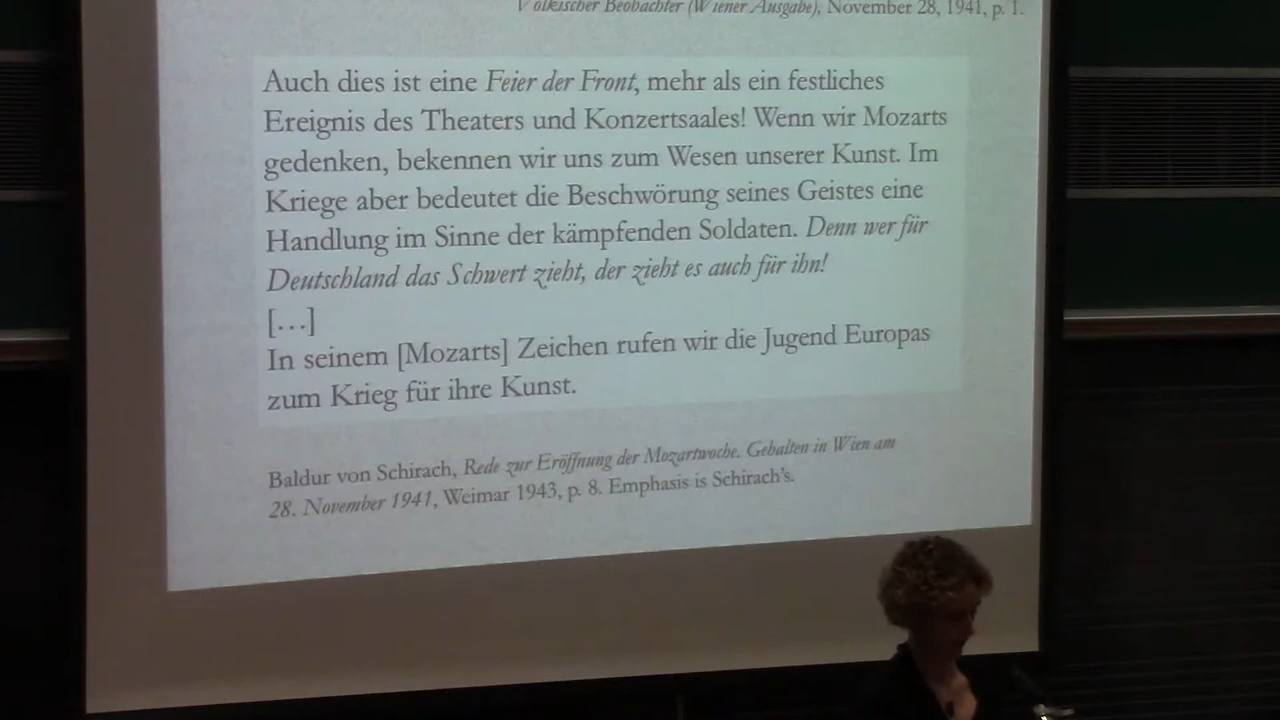 Völkischer Beobachter (Wiener Ausgabe), November 28, 1941, p. 1.
Auch dies ist eine Feier der Front, mehr als ein festliches
Ereignis des Theaters und Konzertsaales! Wenn wir Mozarts
gedenken, bekennen wir uns zum Wesen unserer Kunst. Im
Kriege aber bedeutet die Beschwörung seines Geistes eine
Handlung im Sinne der kämpfenden Soldaten. Denn wer für
Deutschland das Schwert zieht, der zieht es auch für ihn!
[…]
In seinem [Mozarts] Zeichen rufen wir die Jugend Europas
zum Krieg für ihre Kunst.
Baldur von Schirach, Rede zur Eröffnung der Mozartwoche. Gehalten in Wien am
28. November 1941, Weimar 1943, p. 8. Emphasis is Schirach's.